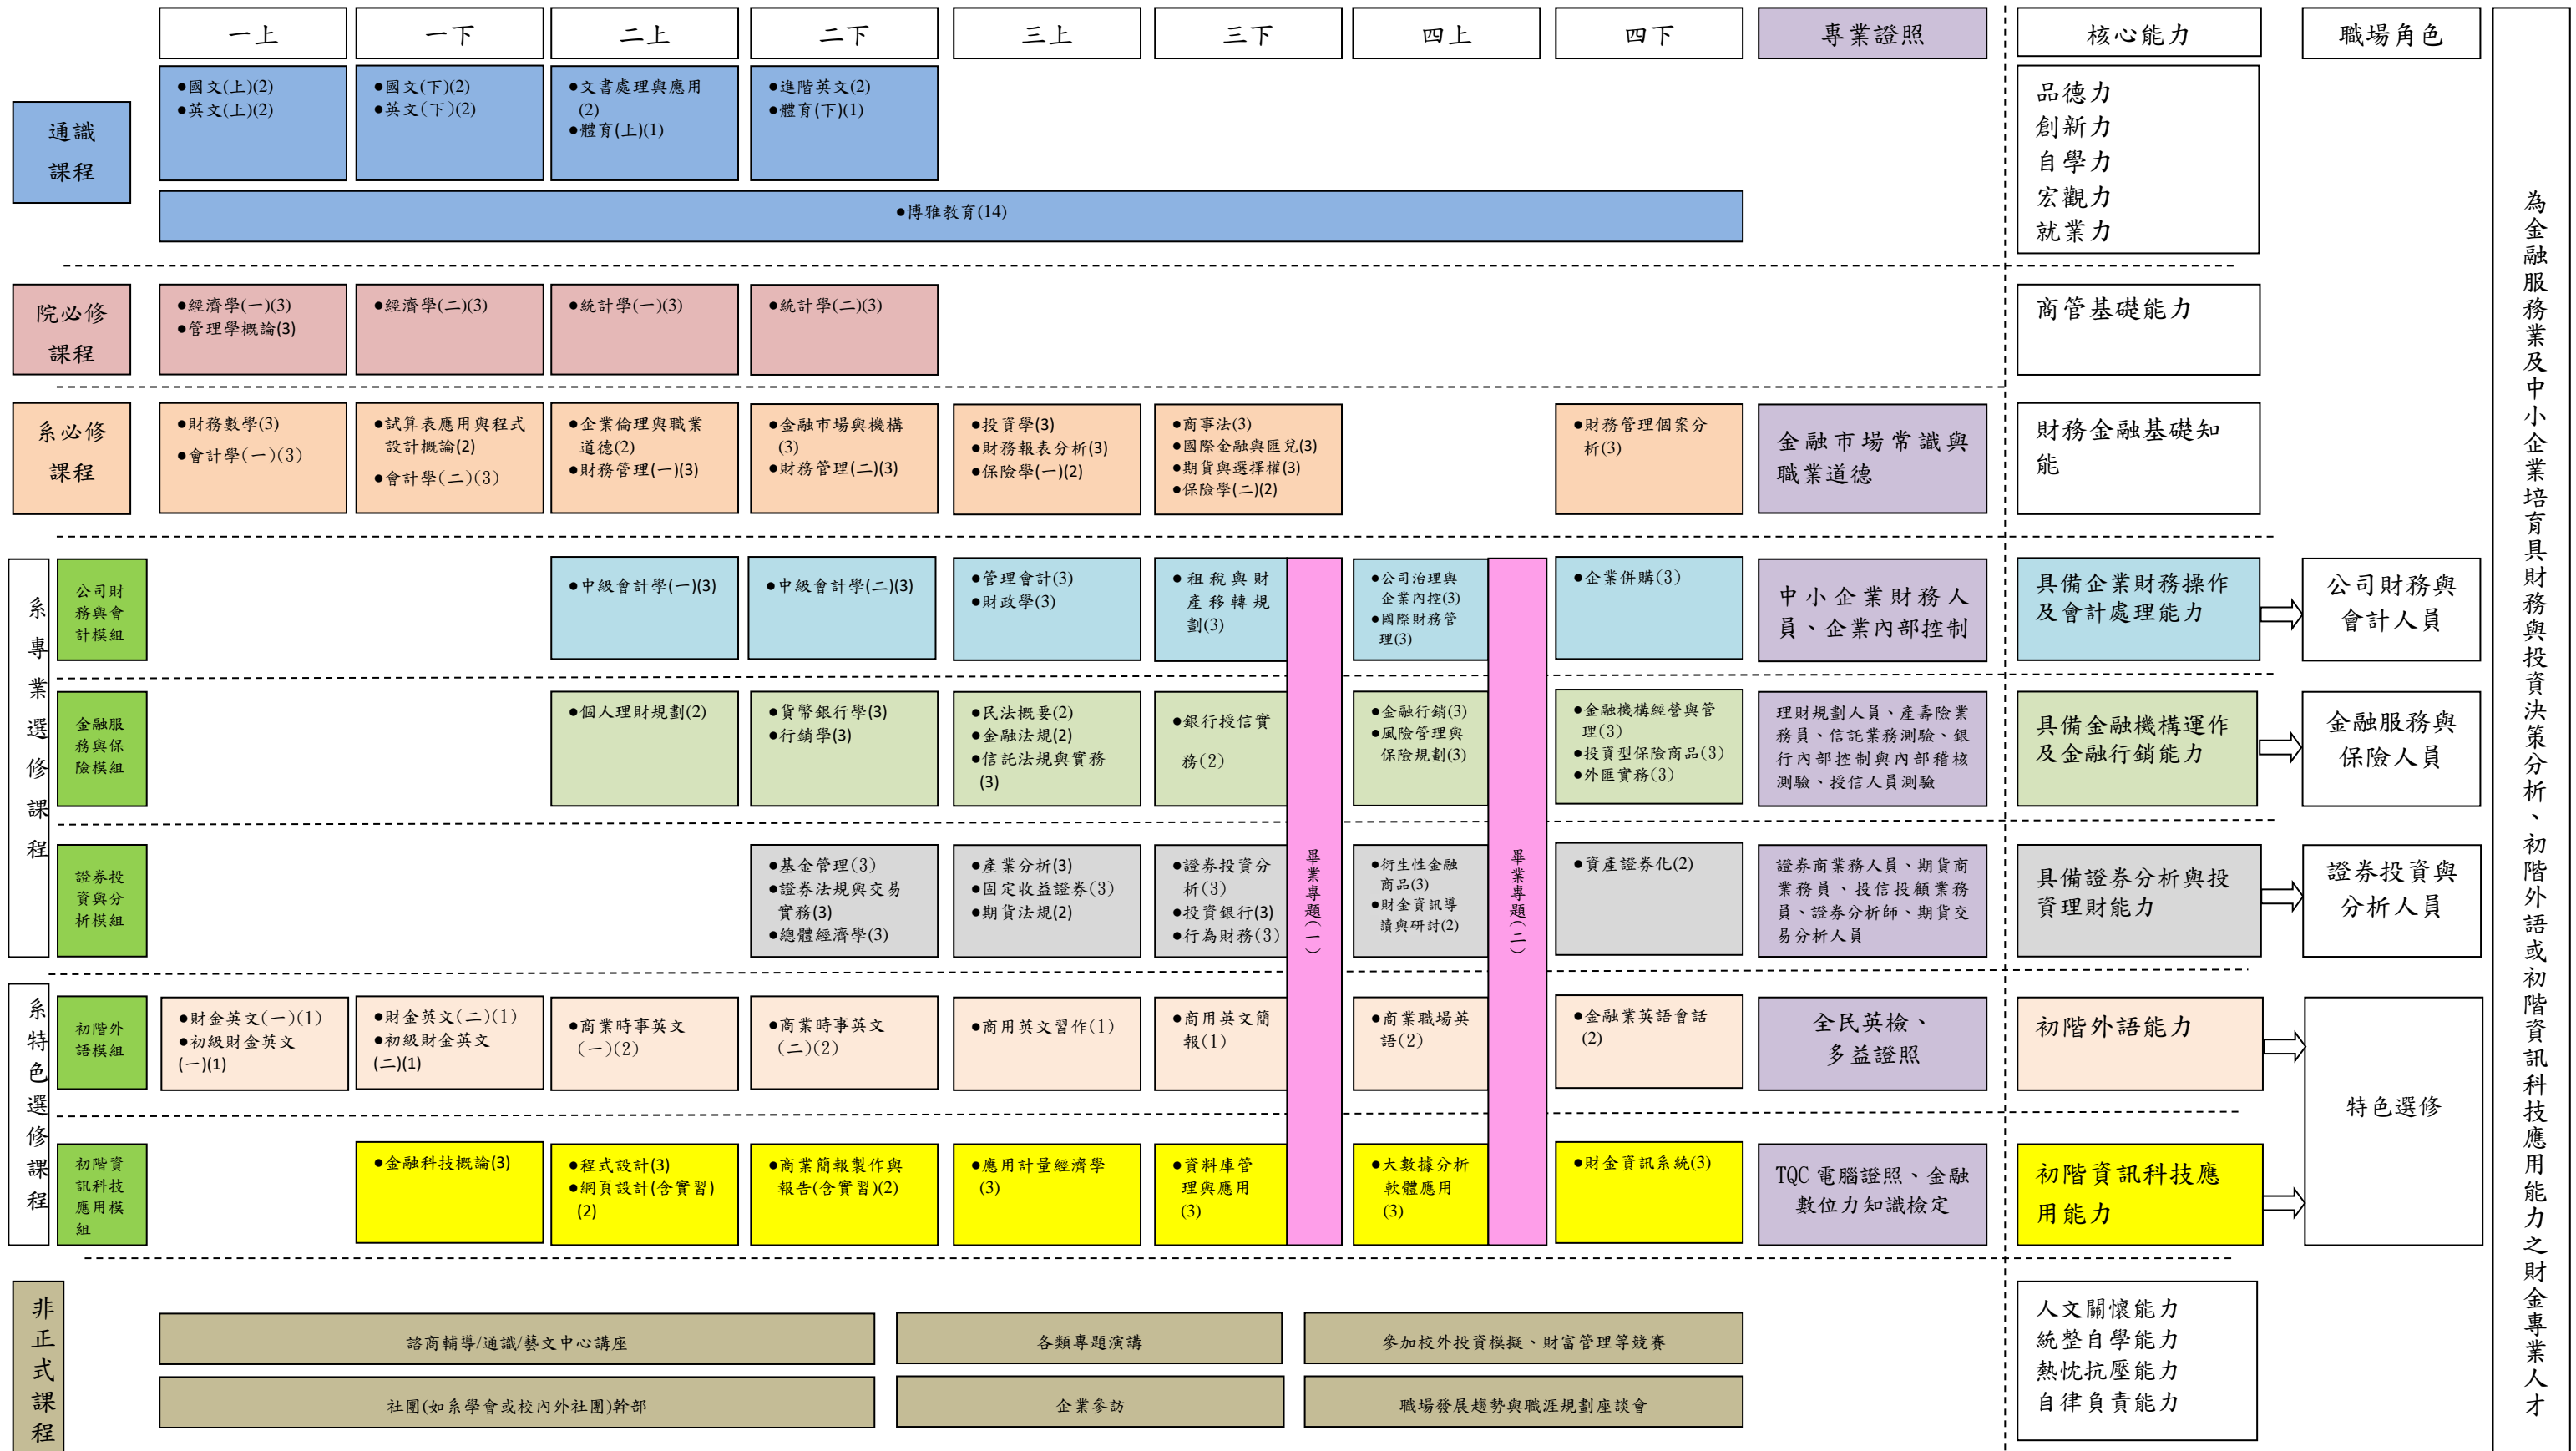 一上
一下
二上
二下
三上
三下
四上
四下
專業證照
核心能力
職場角色
通識
課程
●國文(上)(2)
●英文(上)(2)
●國文(下)(2)
●英文(下)(2)
●文書處理與應用
(2)
●體育(上)(1)
●進階英文(2)
●體育(下)(1)
●博雅教育(14)
品德力
創新力
自學力
宏觀力
就業力
院必修
課程
●經濟學(一)(3)
●管理學概論(3)
●經濟學(二)(3)
●統計學(一)(3)
●統計學(二)(3)
商管基礎能力
系必修
課程
●財務數學(3)
●會計學(一)(3)
●試算表應用與程式
設計概論(2)
●會計學(二)(3)
●企業倫理與職業
道德(2)
●財務管理(一)(3)
●金融市場與機構
(3)
●財務管理(二)(3)
●投資學(3)
●財務報表分析(3)
●保險學(一)(2)
●商事法(3)
●國際金融與匯兌(3)
●期貨與選擇權(3)
●保險學(二)(2)
●財務管理個案分
析(3)
金融市場常識與
職業道德
財務金融基礎知
能
系專業選修課程
公司財
務與會
計模組
●中級會計學(一)(3)
●中級會計學(二)(3)
●管理會計(3)
●財政學(3)
●租稅與財
產移轉規
劃(3)
●公司治理與
企業內控(3)
●國際財務管
理(3)
●企業併購(3)
中小企業財務人
員、企業內部控制
具備企業財務操作
及會計處理能力
公司財務與
會計人員
金融服
務與保
險模組
●個人理財規劃(2)
●貨幣銀行學(3)
●行銷學(3)
●民法概要(2)
●金融法規(2)
●信託法規與實務
(3)
●銀行授信實
務(2)
●金融行銷(3)
●風險管理與
保險規劃(3)
●金融機構經營與管
理(3)
●投資型保險商品(3)
●外匯實務(3)
理財規劃人員、產壽險業
務員、信託業務測驗、銀
行內部控制與內部稽核
測驗、授信人員測驗
具備金融機構運作
及金融行銷能力
金融服務與
保險人員
證券投
資與分
析模組
●基金管理(3)
●證券法規與交易
實務(3)
●總體經濟學(3)
●產業分析(3)
●固定收益證券(3)
●期貨法規(2)
●證券投資分
析(3)
●投資銀行(3)
●行為財務(3)
畢業專題(一)
●衍生性金融
商品(3)
●財金資訊導
讀與研討(2)
畢業專題(二)
●資產證券化(2)
證券商業務人員、期貨商
業務員、投信投顧業務
員、證券分析師、期貨交
易分析人員
具備證券分析與投
資理財能力
證券投資與
分析人員
系特色選修課程
初階外
語模組
●財金英文(一)(1)
●初級財金英文
(一)(1)
●財金英文(二)(1)
●初級財金英文
(二)(1)
●商業時事英文
(一)(2)
●商業時事英文
(二)(2)
●商用英文習作(1)
●商用英文簡
報(1)
●商業職場英
語(2)
●金融業英語會話
(2)
全民英檢、
多益證照
初階外語能力
特色選修
初階資
訊科技
應用模
組
●金融科技概論(3)
●程式設計(3)
●網頁設計(含實習)
(2)
●商業簡報製作與
報告(含實習)(2)
●應用計量經濟學
(3)
●資料庫管
理與應用
(3)
●大數據分析
軟體應用
(3)
●財金資訊系統(3)
TQC 電腦證照、金融
數位力知識檢定
初階資訊科技應
用能力
非正式課程
諮商輔導/通識/藝文中心講座
各類專題演講
參加校外投資模擬、財富管理等競賽
社團(如系學會或校內外社團)幹部
企業參訪
職場發展趨勢與職涯規劃座談會
人文關懷能力
統整自學能力
熱忱抗壓能力
自律負責能力
為金融服務業及中小企業培育具財務與投資決策分析、初階外語或初階資訊科技應用能力之財金專業人才